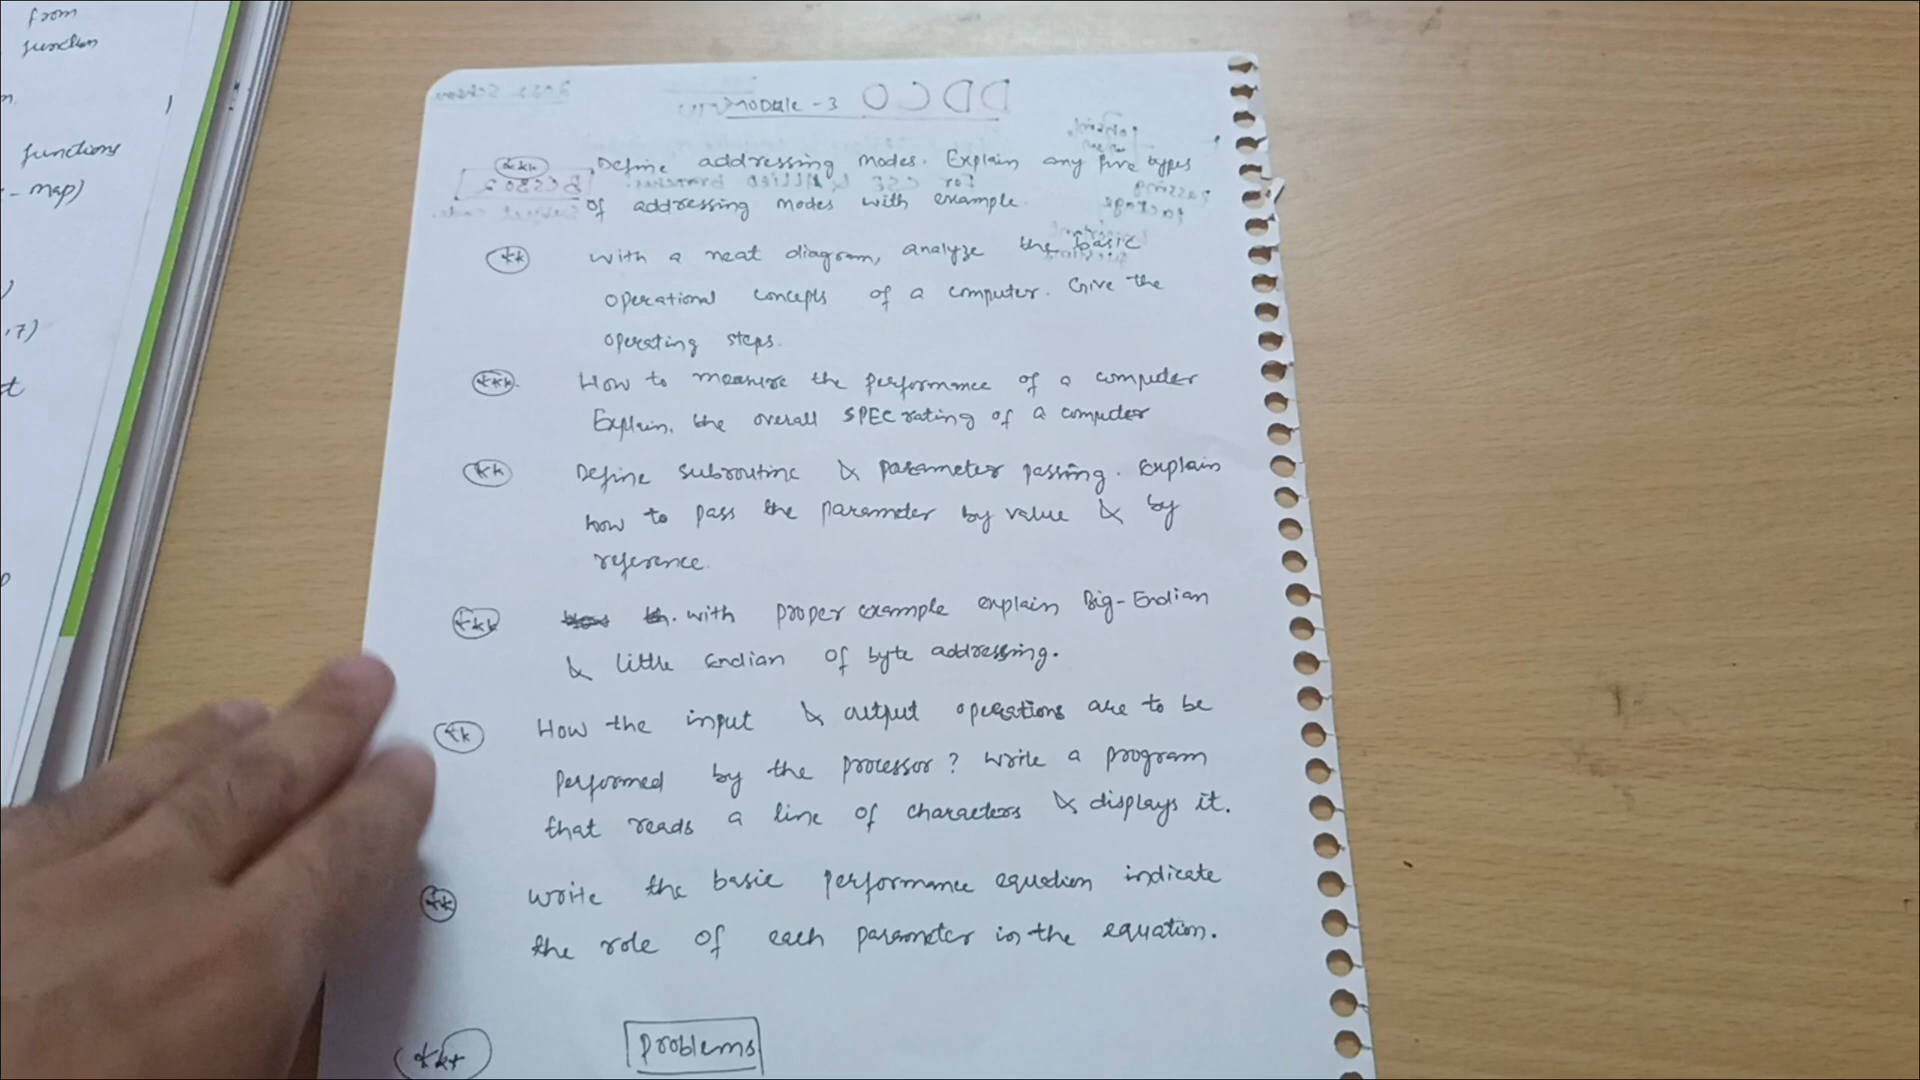 from
function
functions
- map)
,17)
Module - 3
*** Define addressing modes. Explain any five types
of addressing modes with example.
** with a neat diagram, analyze the basic
operational concepts of a computer. Give the
operating steps.
*** How to measure the performance of a computer
Explain. the overall SPEC rating of a computer
** Define subroutine & parameter passing. Explain
how to pass the parameter by value & by
reference.
*** with proper example explain Big-Endian
& little Endian of byte addressing.
** How the input & output operations are to be
performed by the processor? write a program
that reads a line of characters & displays it.
** write the basic performance equation indicate
the role of each parameter in the equation.
*** Problems